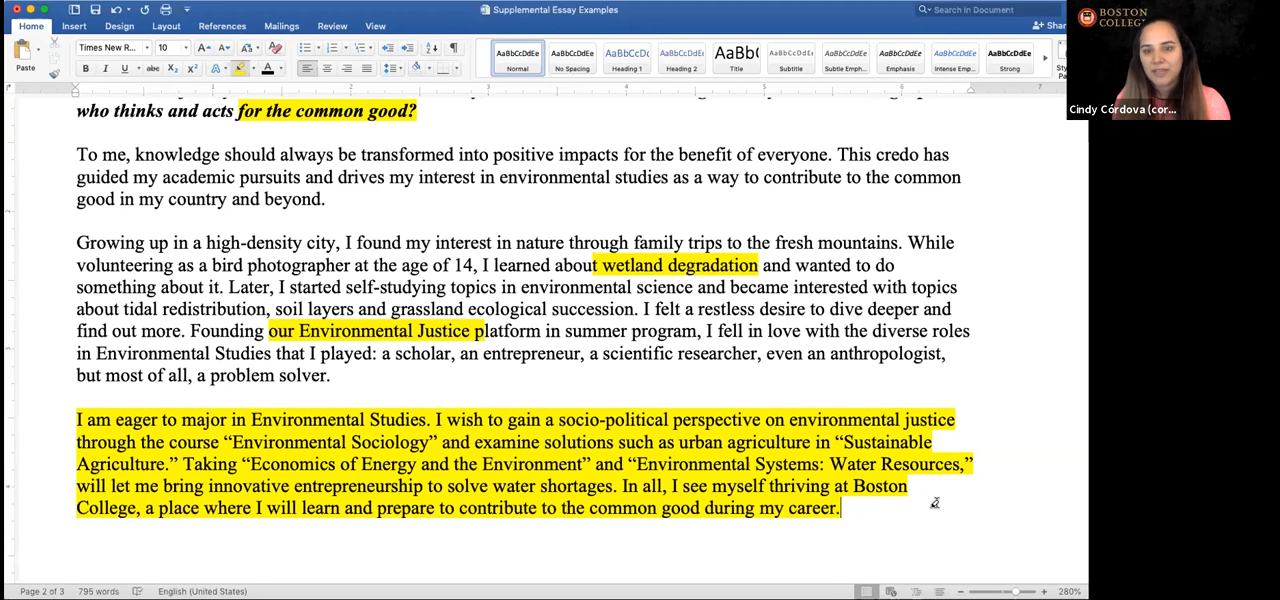 Supplemental Essay Examples
Search in Document
Home Insert Design Layout References Mailings Review View
Paste
Times New R... 10
AaBbCcDdEe AaBbCcDdEe AaBbCcDc AaBbCcDdE AaBb( AaBbCcDdEe AaBbCcDdEe AaBbCcDdEe AaBbCcDdEe AaBbCcDdEe
Normal No Spacing Heading 1 Heading 2 Title Subtitle Subtle Emph... Emphasis Intense Emp... Strong
BOSTON
Cindy Córdova (cor...
who thinks and acts for the common good?
To me, knowledge should always be transformed into positive impacts for the benefit of everyone. This credo has
guided my academic pursuits and drives my interest in environmental studies as a way to contribute to the common
good in my country and beyond.
Growing up in a high-density city, I found my interest in nature through family trips to the fresh mountains. While
volunteering as a bird photographer at the age of 14, I learned about wetland degradation and wanted to do
something about it. Later, I started self-studying topics in environmental science and became interested with topics
about tidal redistribution, soil layers and grassland ecological succession. I felt a restless desire to dive deeper and
find out more. Founding our Environmental Justice platform in summer program, I fell in love with the diverse roles
in Environmental Studies that I played: a scholar, an entrepreneur, a scientific researcher, even an anthropologist,
but most of all, a problem solver.
I am eager to major in Environmental Studies. I wish to gain a socio-political perspective on environmental justice
through the course “Environmental Sociology” and examine solutions such as urban agriculture in “Sustainable
Agriculture.” Taking “Economics of Energy and the Environment” and “Environmental Systems: Water Resources,”
will let me bring innovative entrepreneurship to solve water shortages. In all, I see myself thriving at Boston
College, a place where I will learn and prepare to contribute to the common good during my career.
Page 2 of 3 795 words English (United States) 280%